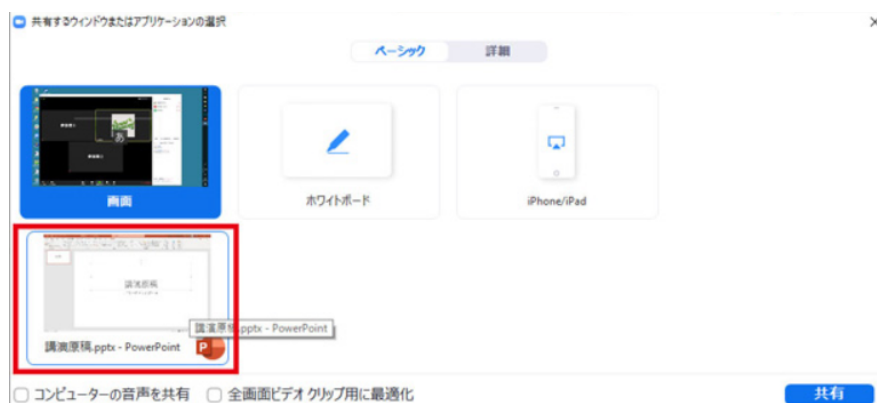 共有するウィンドウまたはアプリケーションの選択
ベーシック 詳細
画面
ホワイトボード
iPhone/iPad
講演原稿
講演原稿.pptx - PowerPoint
講演原稿.pptx - PowerPoint
P
コンピューターの音声を共有
全画面ビデオ クリップ用に最適化
共有